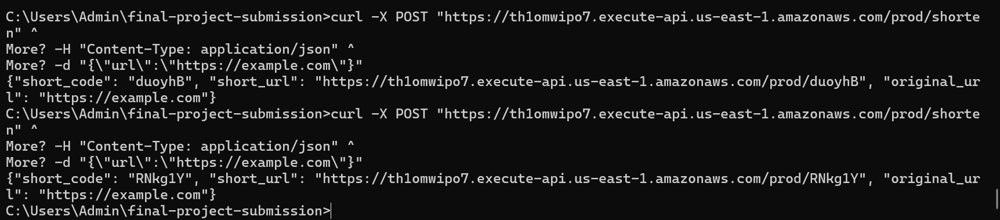 C:\Users\Admin\final-project-submission>curl -X POST "https://th1omwipo7.execute-api.us-east-1.amazonaws.com/prod/shorte
n" ^
More? -H "Content-Type: application/json" ^
More? -d "{\"url\":\"https://example.com\"}"
{"short_code": "duoyhB", "short_url": "https://th1omwipo7.execute-api.us-east-1.amazonaws.com/prod/duoyhB", "original_ur
l": "https://example.com"}
C:\Users\Admin\final-project-submission>curl -X POST "https://th1omwipo7.execute-api.us-east-1.amazonaws.com/prod/shorte
n" ^
More? -H "Content-Type: application/json" ^
More? -d "{\"url\":\"https://example.com\"}"
{"short_code": "RNkg1Y", "short_url": "https://th1omwipo7.execute-api.us-east-1.amazonaws.com/prod/RNkg1Y", "original_ur
l": "https://example.com"}
C:\Users\Admin\final-project-submission>